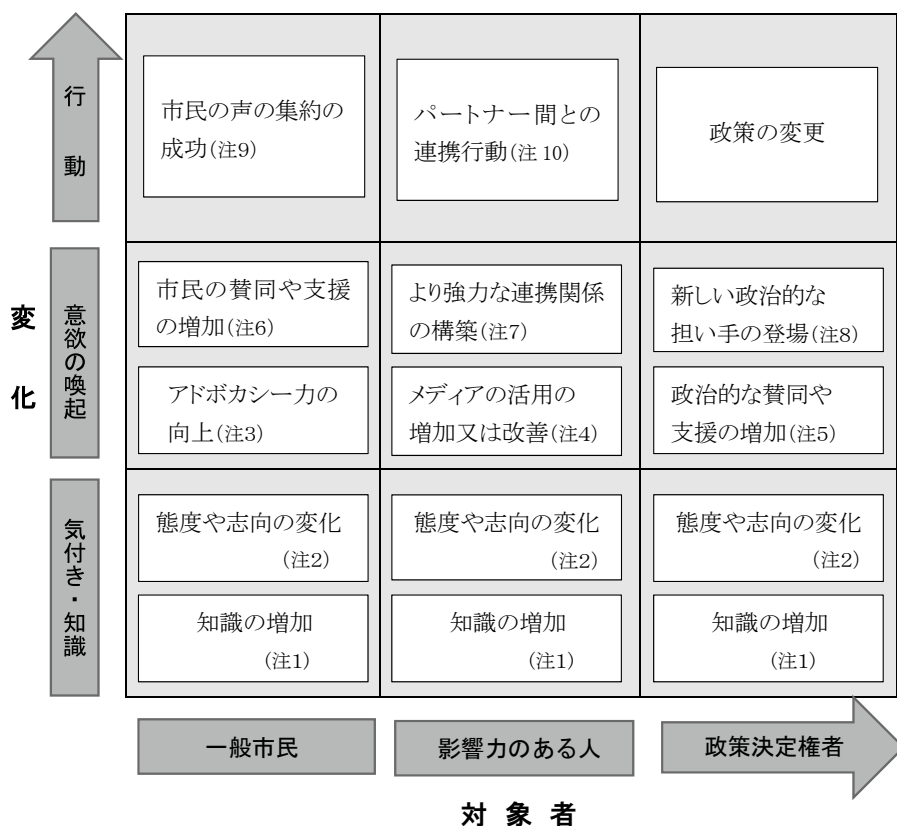 行動
市民の声の集約の
成功(注9)
パートナー間との
連携行動(注10)
政策の変更
変化
意欲の喚起
市民の賛同や支援
の増加(注6)
より強力な連携関係
の構築(注7)
新しい政治的な
担い手の登場(注8)
アドボカシー力の
向上(注3)
メディアの活用の
増加又は改善(注4)
政治的な賛同や
支援の増加(注5)
気付き・知識
態度や志向の変化
(注2)
態度や志向の変化
(注2)
態度や志向の変化
(注2)
知識の増加
(注1)
知識の増加
(注1)
知識の増加
(注1)
一般市民
影響力のある人
政策決定権者
対象者